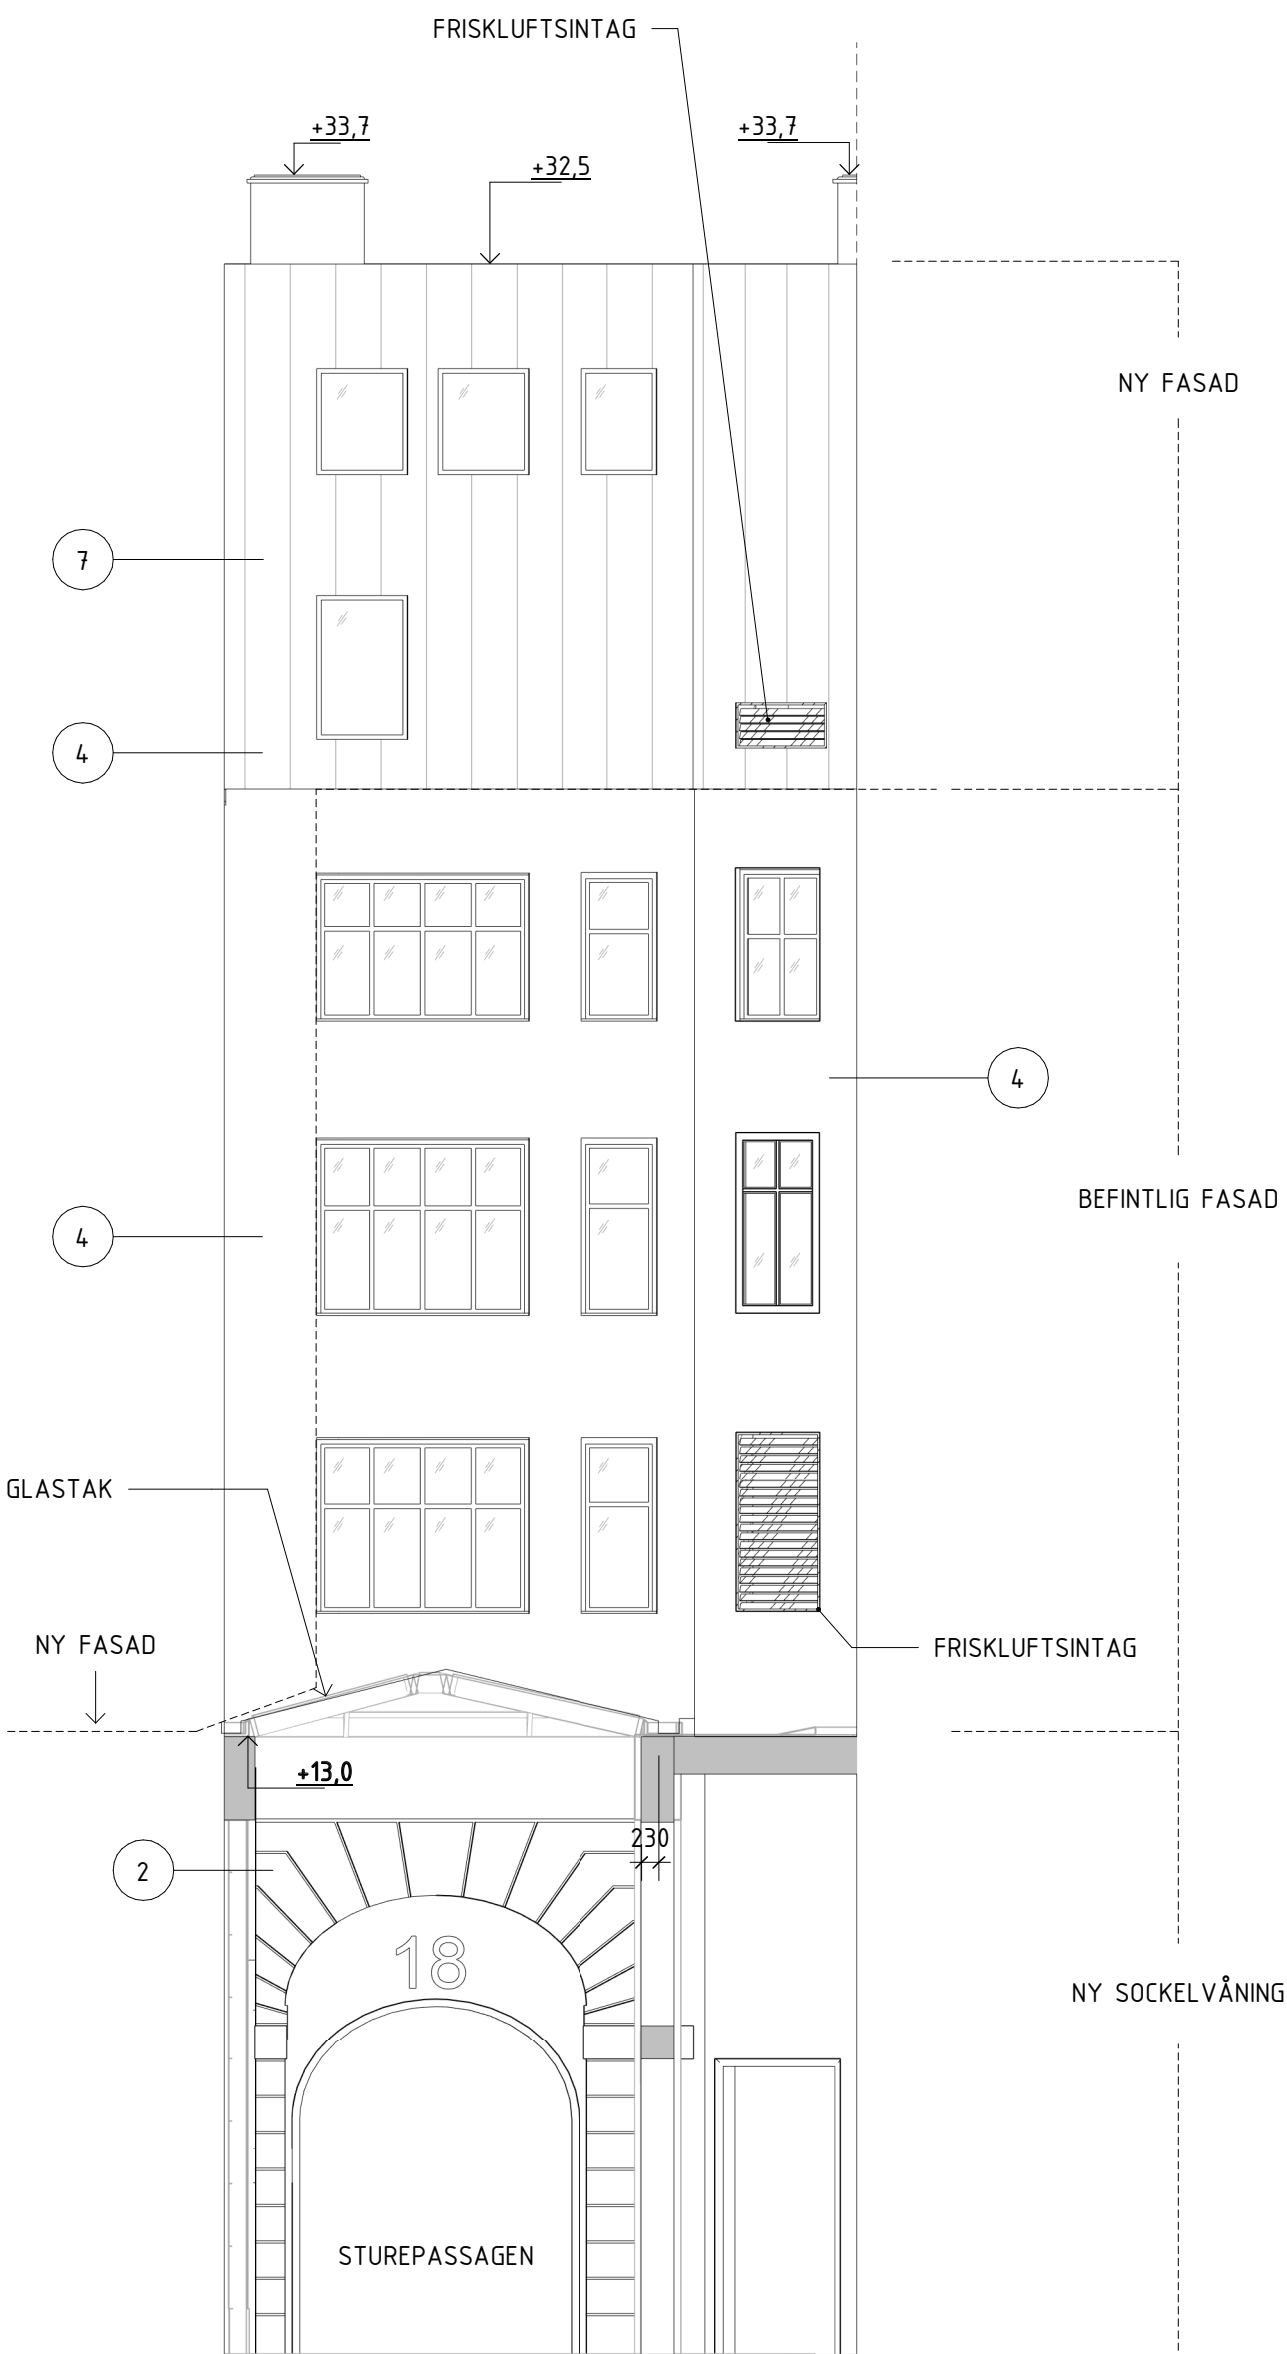 FRISKLUFTSINTAG
+33,7
+33,7
+32,5
NY FASAD
7
4
4
BEFINTLIG FASAD
4
GLASTAK
NY FASAD
FRISKLUFTSINTAG
+13,0
230
2
18
NY SOCKELVÅNING
STUREPASSAGEN